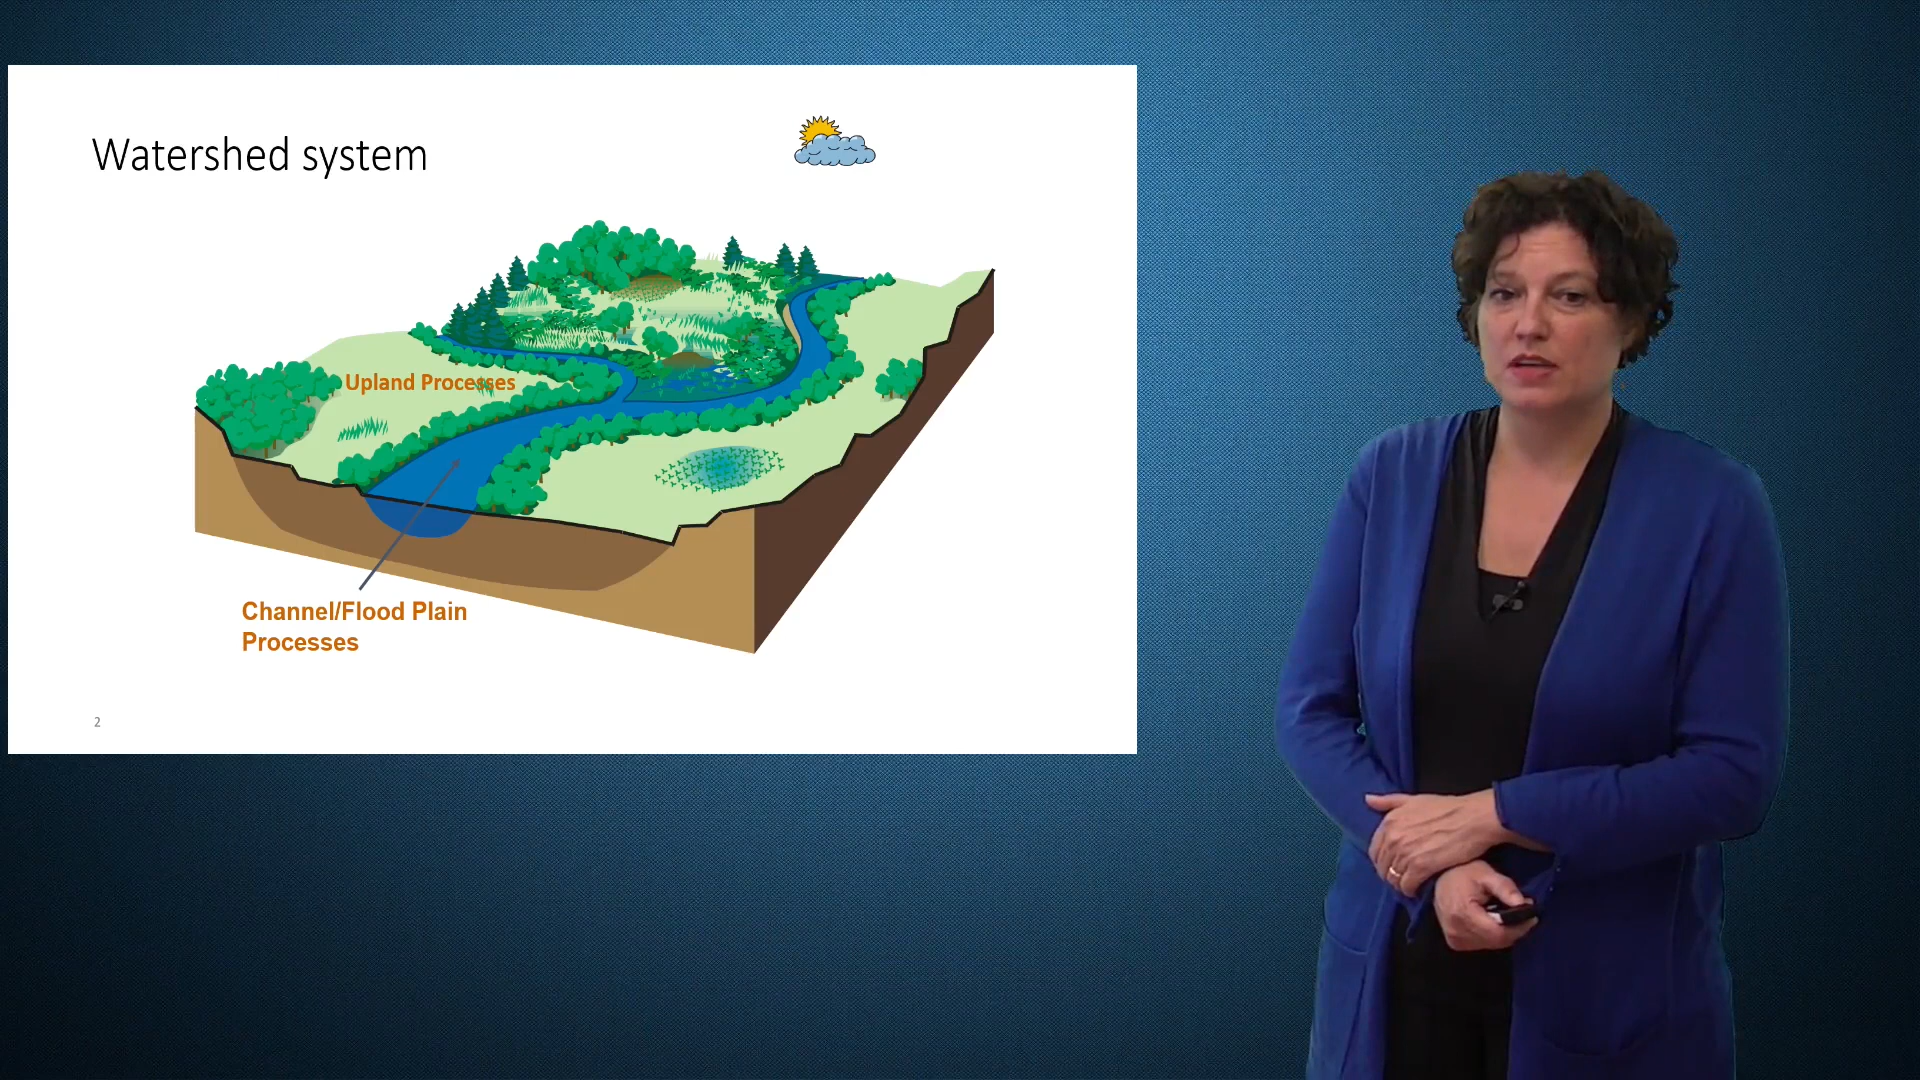 Watershed system
Upland Processes
Channel/Flood Plain
Processes
2